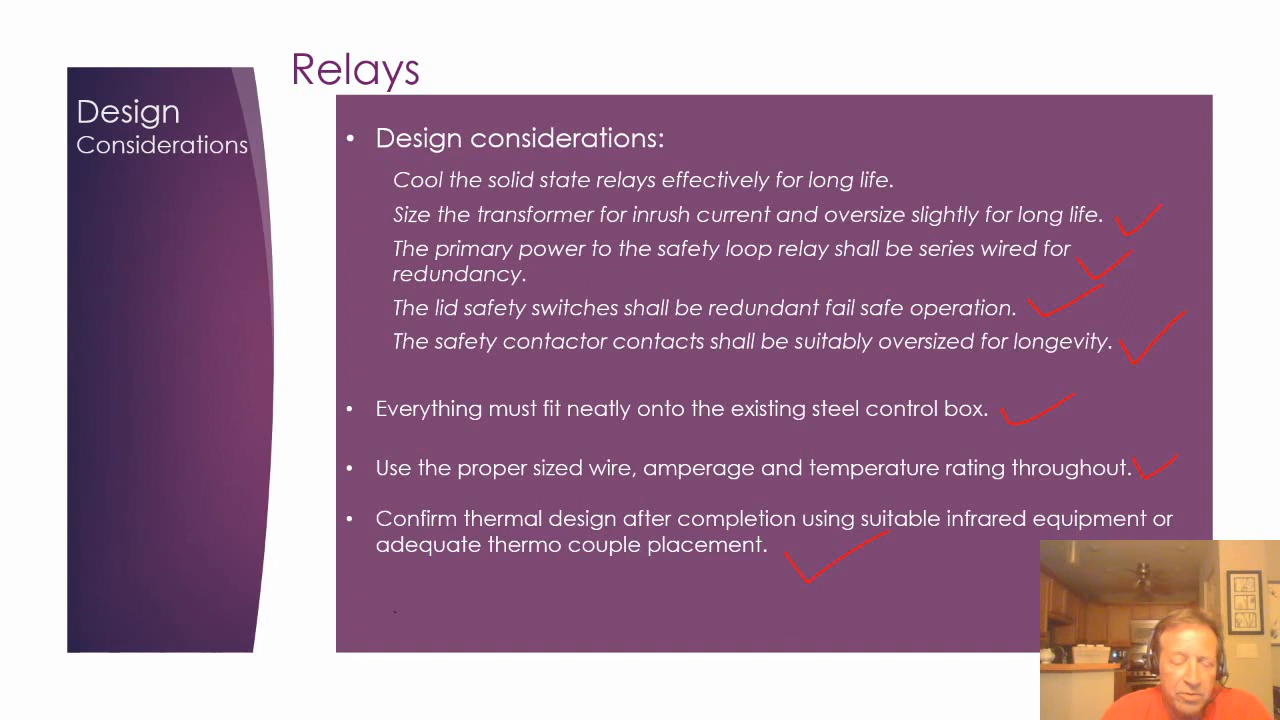 Relays
Design
Considerations
• Design considerations:
Cool the solid state relays effectively for long life.
Size the transformer for inrush current and oversize slightly for long life.
The primary power to the safety loop relay shall be series wired for
redundancy.
The lid safety switches shall be redundant fail safe operation.
The safety contactor contacts shall be suitably oversized for longevity.
• Everything must fit neatly onto the existing steel control box.
• Use the proper sized wire, amperage and temperature rating throughout.
• Confirm thermal design after completion using suitable infrared equipment or
adequate thermo couple placement.
.